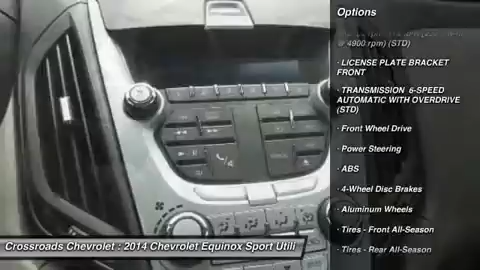 Options
@ 4900 rpm) (STD)
· LICENSE PLATE BRACKET
FRONT
· TRANSMISSION 6-SPEED
AUTOMATIC WITH OVERDRIVE
(STD)
· Front Wheel Drive
· Power Steering
· ABS
· 4-Wheel Disc Brakes
· Aluminum Wheels
· Tires - Front All-Season
· Tires - Rear All-Season
Crossroads Chevrolet : 2014 Chevrolet Equinox Sport Utili